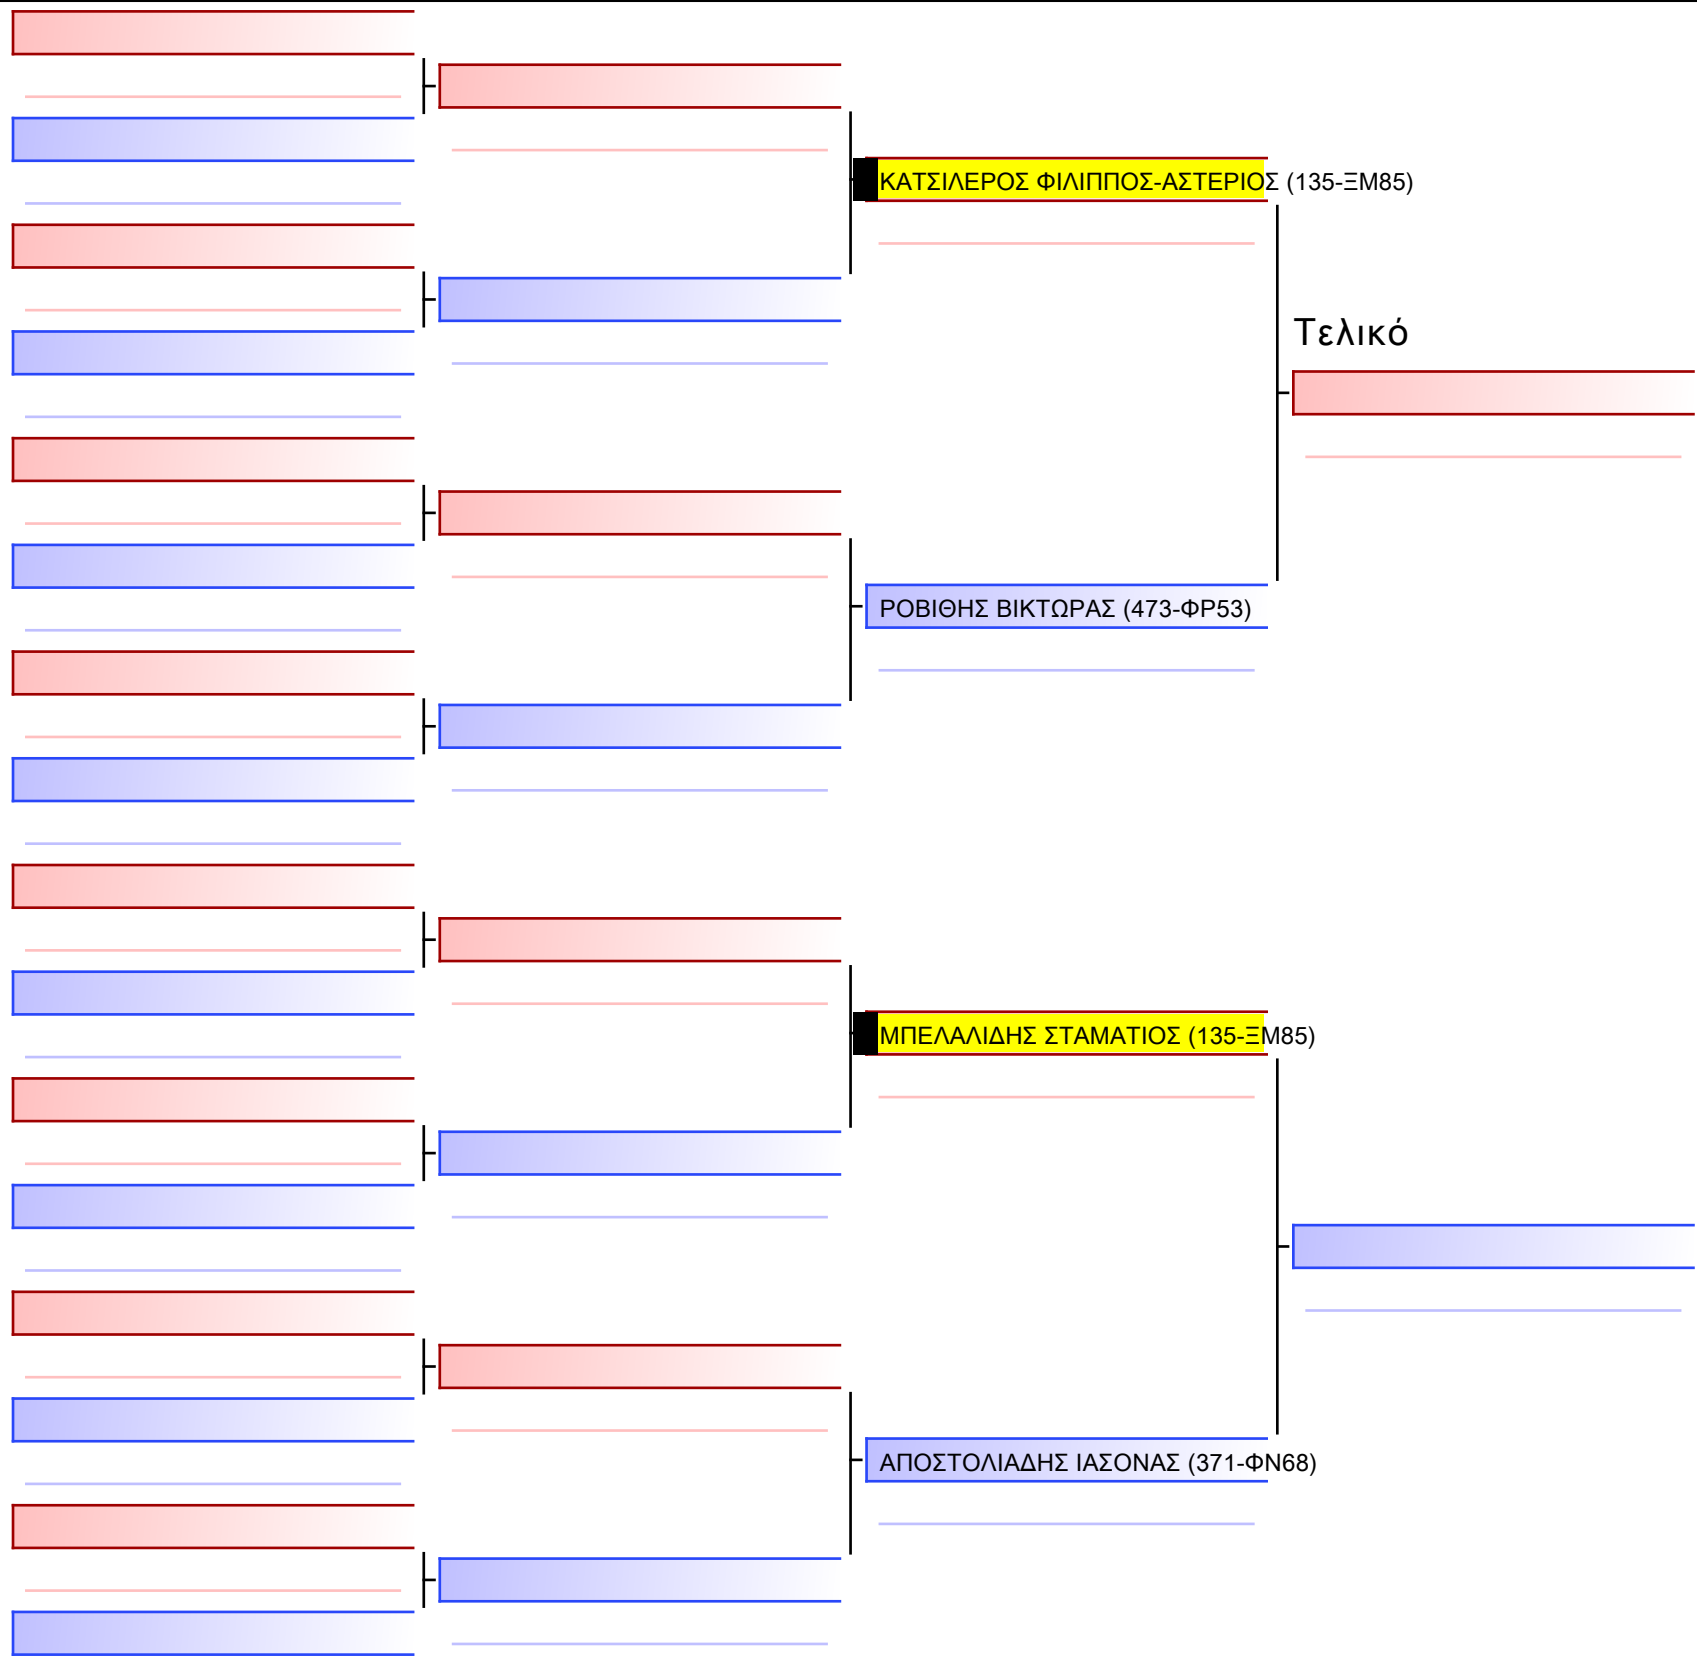 ΚΑΤΣΙΛΕΡΟΣ ΦΙΛΙΠΠΟΣ-ΑΣΤΕΡΙΟΣ (135-ΞΜ85)
Τελικό
ΡΟΒΙΘΗΣ ΒΙΚΤΩΡΑΣ (473-ΦΡ53)
ΜΠΕΛΑΛΙΔΗΣ ΣΤΑΜΑΤΙΟΣ (135-ΞΜ85)
ΑΠΟΣΤΟΛΙΑΔΗΣ ΙΑΣΟΝΑΣ (371-ΦΝ68)